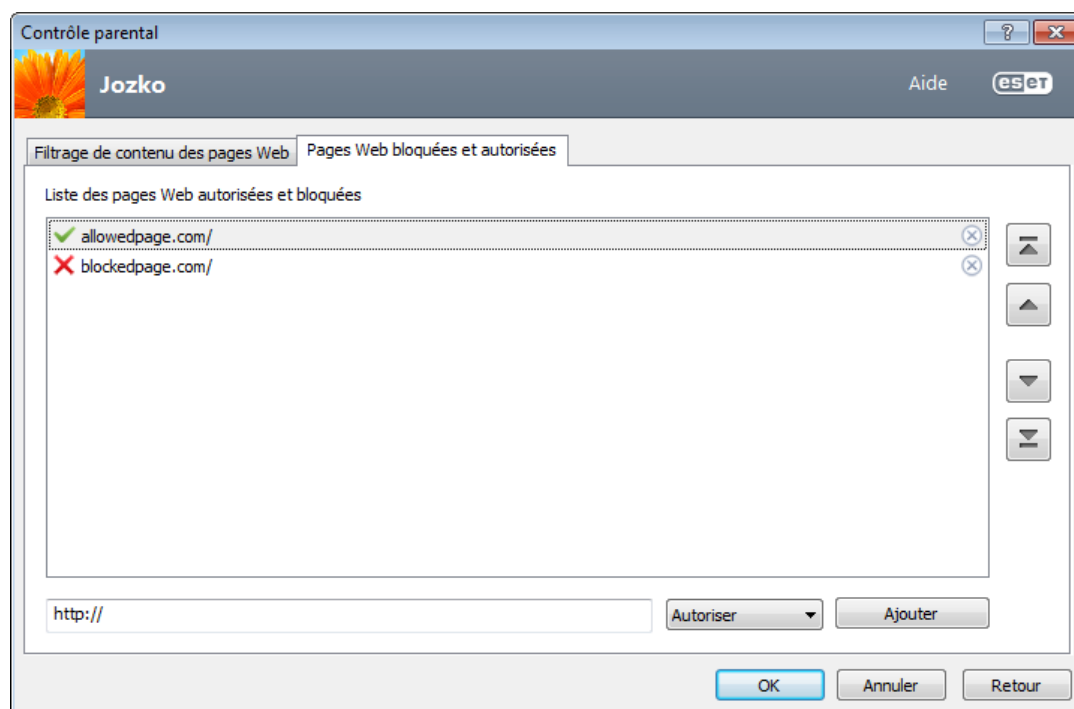 Contrôle parental
Jozko
Aide
eseT
Filtrage de contenu des pages Web
Pages Web bloquées et autorisées
Liste des pages Web autorisées et bloquées
allowedpage.com/
blockedpage.com/
http://
Autoriser
Ajouter
OK
Annuler
Retour